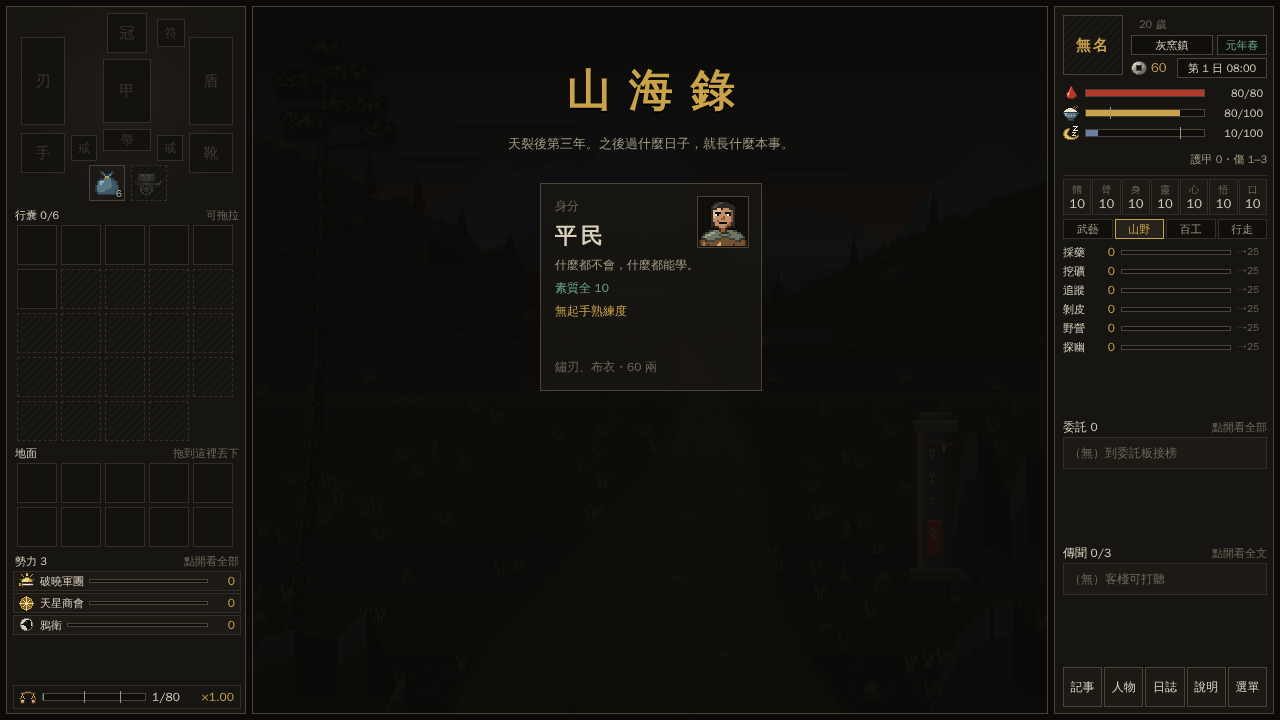 冠
符
刃
甲
盾
手
戒
帶
戒
靴
6
行囊 0/6
可拖拉
地面
拖到這裡丟下
勢力 3
點開看全部
破曉軍團
0
天星商會
0
鴉衛
0
1/80
×1.00
山海錄
天裂後第三年。之後過什麼日子，就長什麼本事。
身分
平民
什麼都不會，什麼都能學。
素質全 10
無起手熟練度
鏽刃、布衣・60 兩
無名
20 歲
灰窯鎮
元年春
60
第 1 日 08:00
80/80
80/100
10/100
護甲 0・傷 1–3
體
臂
身
靈
心
悟
口
10
10
10
10
10
10
10
武藝
山野
百工
行走
採藥 0 →25
挖礦 0 →25
追蹤 0 →25
剝皮 0 →25
野營 0 →25
探幽 0 →25
委託 0
點開看全部
（無）到委託板接榜
傳聞 0/3
點開看全文
（無）客棧可打聽
記事
人物
日誌
說明
選單